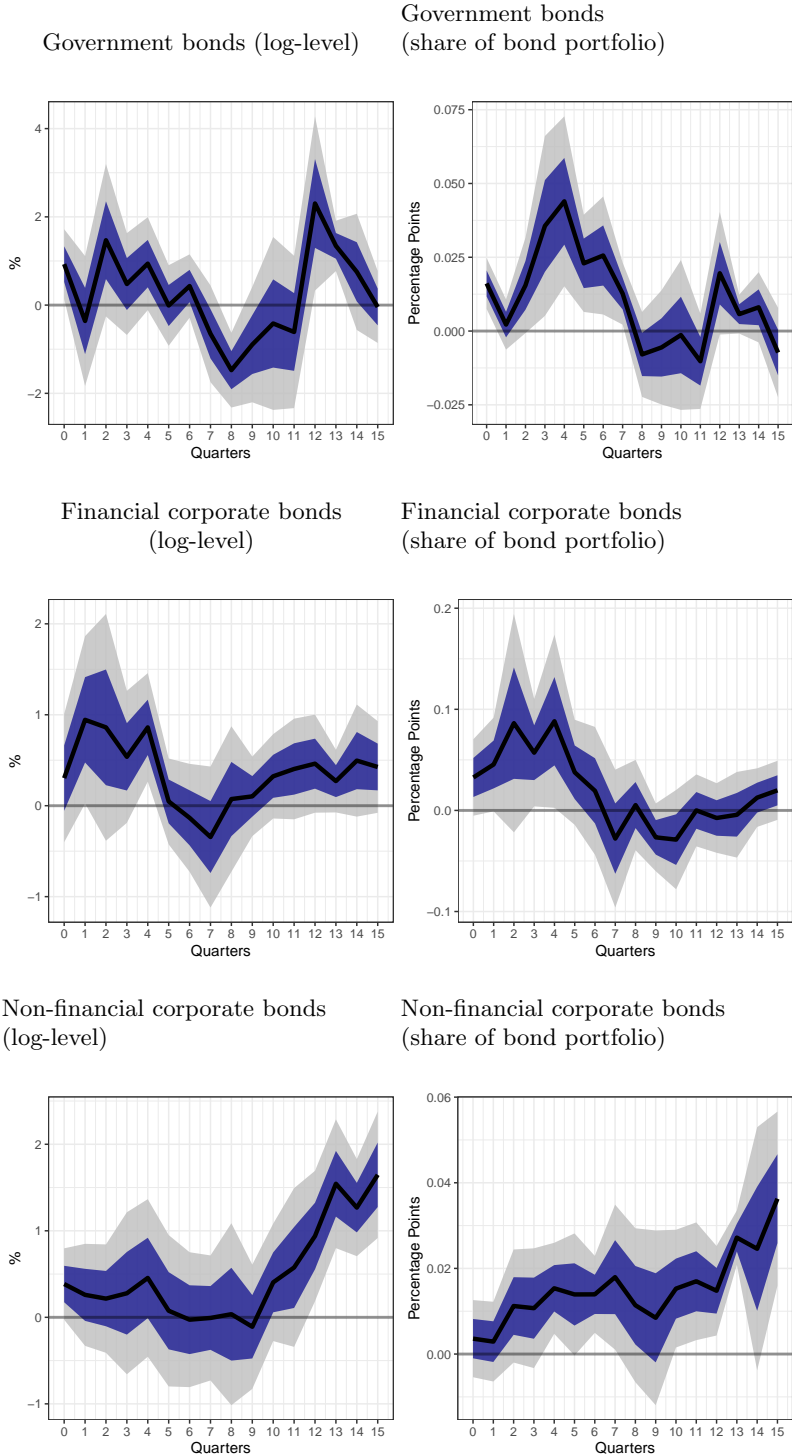 Government bonds (log-level)
Government bonds
(share of bond portfolio)
4
2
0
−2
%
0 1 2 3 4 5 6 7 8 9 10 11 12 13 14 15
Quarters
0.075
0.050
0.025
0.000
−0.025
Percentage Points
0 1 2 3 4 5 6 7 8 9 10 11 12 13 14 15
Quarters
Financial corporate bonds
(log-level)
Financial corporate bonds
(share of bond portfolio)
2
1
0
−1
%
0 1 2 3 4 5 6 7 8 9 10 11 12 13 14 15
Quarters
0.2
0.1
0.0
−0.1
Percentage Points
0 1 2 3 4 5 6 7 8 9 10 11 12 13 14 15
Quarters
Non-financial corporate bonds
(log-level)
Non-financial corporate bonds
(share of bond portfolio)
2
1
0
−1
%
0 1 2 3 4 5 6 7 8 9 10 11 12 13 14 15
Quarters
0.06
0.04
0.02
0.00
Percentage Points
0 1 2 3 4 5 6 7 8 9 10 11 12 13 14 15
Quarters